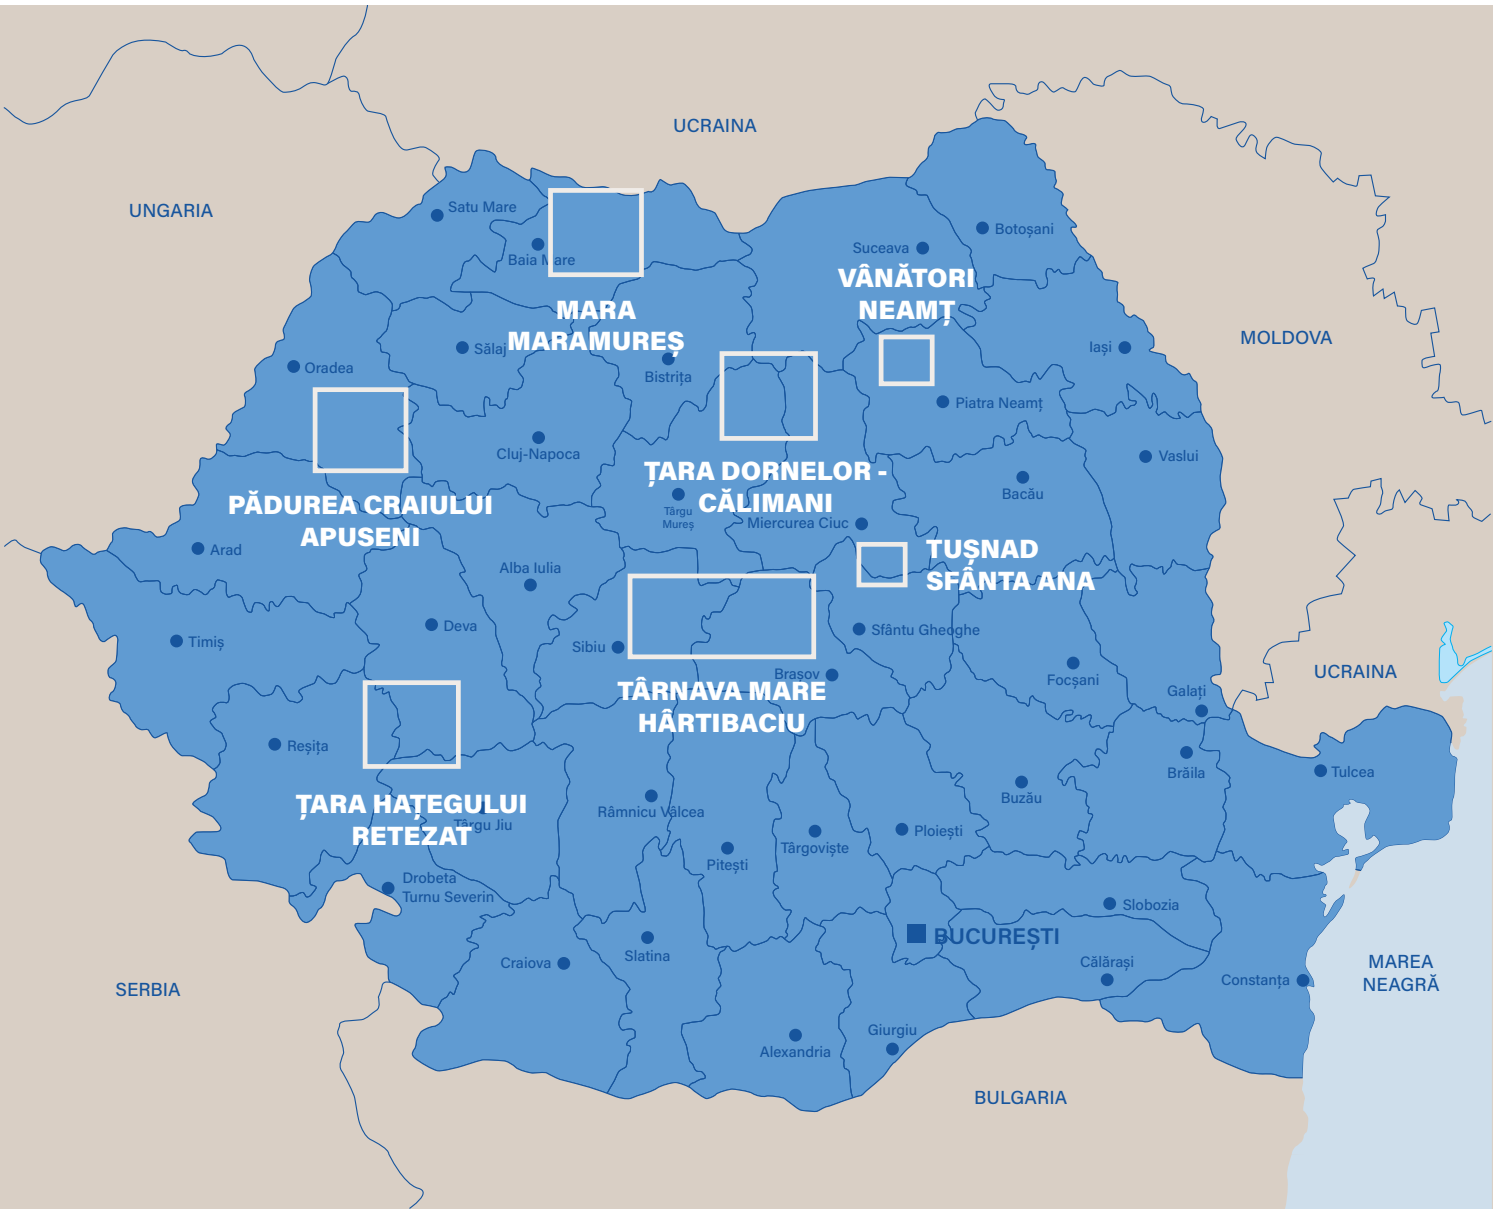 UCRAINA
UNGARIA
Satu Mare
Botoșani
Suceava
Baia Mare
VÂNĂTORI
NEAMȚ
MARA
MARAMUREȘ
MOLDOVA
Sălaj
Iași
Oradea
Bistrița
Piatra Neamț
Cluj-Napoca
Vaslui
ȚARA DORNELOR -
CĂLIMANI
Bacău
PĂDUREA CRAIULUI
APUSENI
Târgu
Mureș
Miercurea Ciuc
Arad
TUȘNAD
SFÂNTA ANA
Alba Iulia
Deva
Sfântu Gheoghe
Timiș
Sibiu
Brașov
Focșani
UCRAINA
TÂRNAVA MARE
HÂRTIBACIU
Galați
Reșița
Brăila
Tulcea
ȚARA HAȚEGULUI
RETEZAT
Târgu Jiu
Râmnicu Vâlcea
Buzău
Ploiești
Târgoviște
Pitești
Drobeta
Turnu Severin
Slobozia
BUCUREȘTI
Slatina
Craiova
Călărași
Constanța
MAREA
NEAGRĂ
SERBIA
Giurgiu
Alexandria
BULGARIA